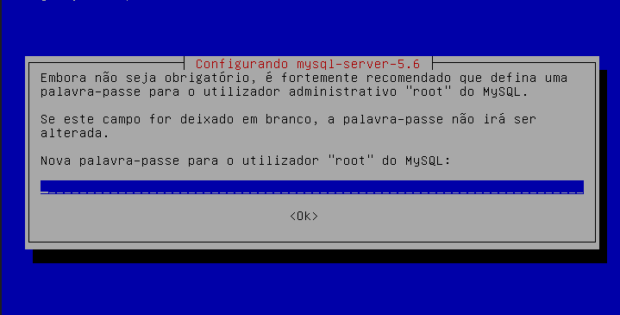 Configurando mysql-server-5.6
Embora não seja obrigatório, é fortemente recomendado que defina uma
palavra-passe para o utilizador administrativo "root" do MySQL.
Se este campo for deixado em branco, a palavra-passe não irá ser
alterada.
Nova palavra-passe para o utilizador "root" do MySQL:
<Ok>